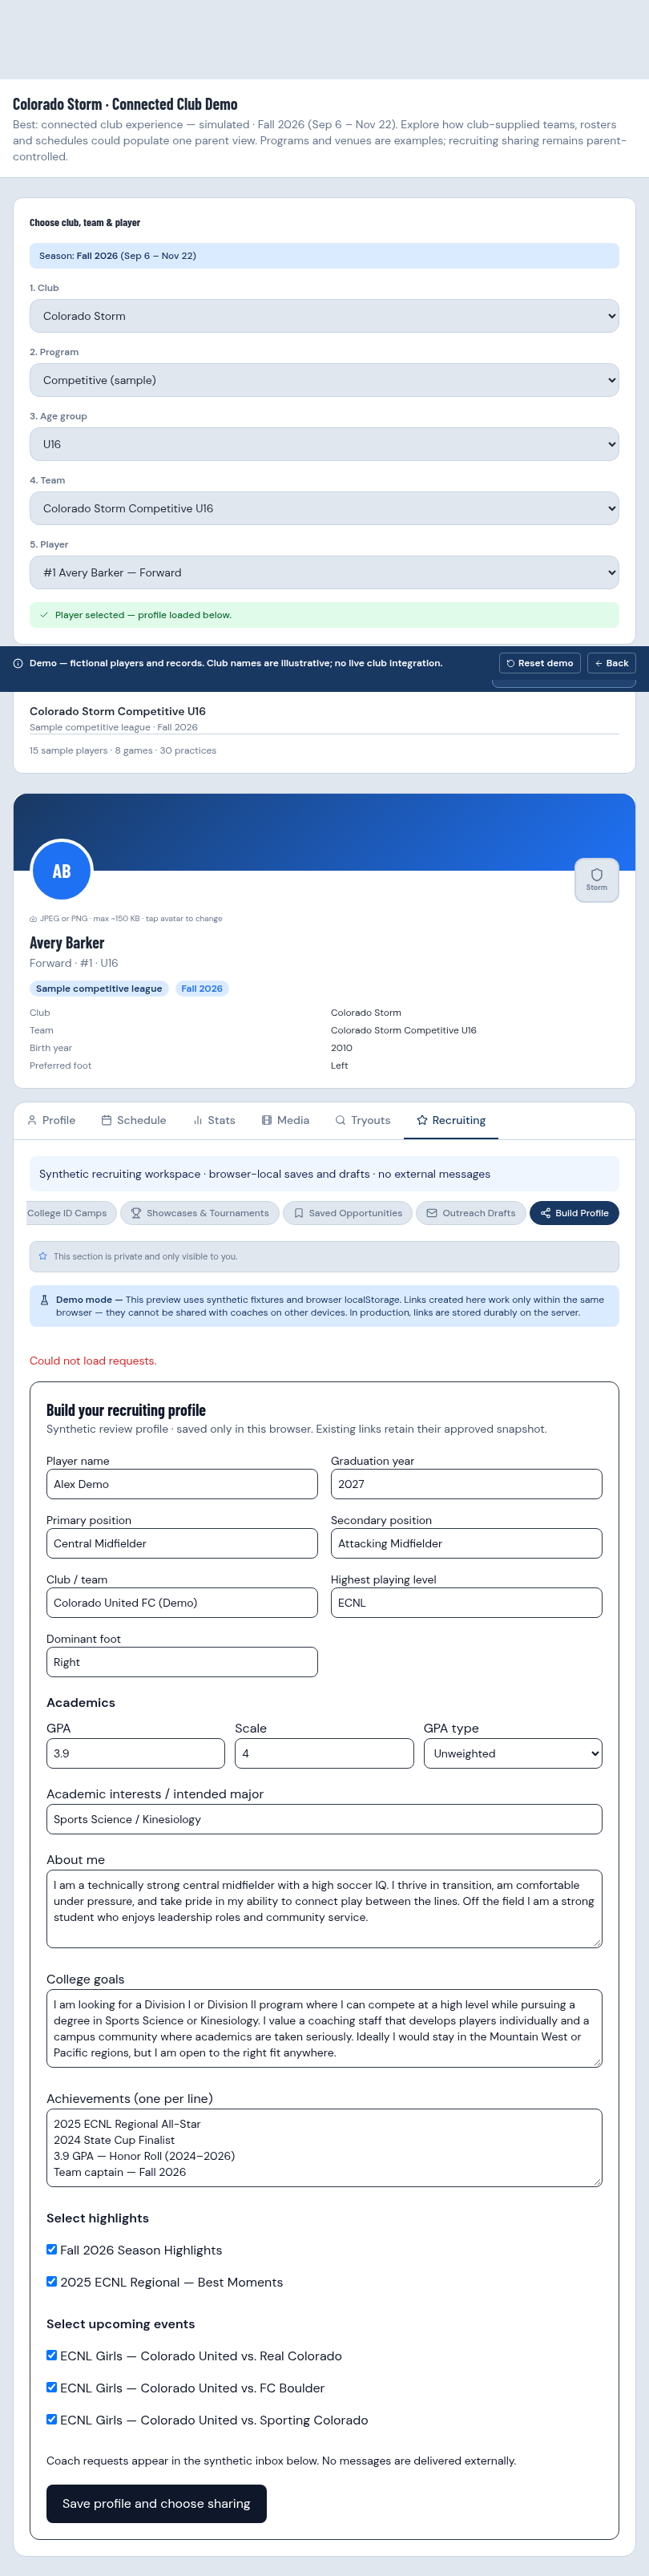 Colorado Storm · Connected Club Demo
Best: connected club experience — simulated · Fall 2026 (Sep 6 – Nov 22). Explore how club-supplied teams, rosters
and schedules could populate one parent view. Programs and venues are examples; recruiting sharing remains parent-
controlled.
Choose club, team & player
Season: Fall 2026 (Sep 6 – Nov 22)
1. Club
Colorado Storm
2. Program
Competitive (sample)
3. Age group
U16
4. Team
Colorado Storm Competitive U16
5. Player
#1 Avery Barker — Forward
Player selected — profile loaded below.
Demo — fictional players and records. Club names are illustrative; no live club integration.
Reset demo
Back
Colorado Storm Competitive U16
Sample competitive league · Fall 2026
15 sample players · 8 games · 30 practices
AB
Storm
JPEG or PNG · max ~150 KB · tap avatar to change
Avery Barker
Forward · #1 · U16
Sample competitive league
Fall 2026
Club
Colorado Storm
Team
Colorado Storm Competitive U16
Birth year
2010
Preferred foot
Left
Profile
Schedule
Stats
Media
Tryouts
Recruiting
Synthetic recruiting workspace · browser-local saves and drafts · no external messages
College ID Camps
Showcases & Tournaments
Saved Opportunities
Outreach Drafts
Build Profile
This section is private and only visible to you.
Demo mode — This preview uses synthetic fixtures and browser localStorage. Links created here work only within the same
browser — they cannot be shared with coaches on other devices. In production, links are stored durably on the server.
Could not load requests.
Build your recruiting profile
Synthetic review profile · saved only in this browser. Existing links retain their approved snapshot.
Player name
Graduation year
Alex Demo
2027
Primary position
Secondary position
Central Midfielder
Attacking Midfielder
Club / team
Highest playing level
Colorado United FC (Demo)
ECNL
Dominant foot
Right
Academics
GPA
Scale
GPA type
3.9
4
Unweighted
Academic interests / intended major
Sports Science / Kinesiology
About me
I am a technically strong central midfielder with a high soccer IQ. I thrive in transition, am comfortable
under pressure, and take pride in my ability to connect play between the lines. Off the field I am a strong
student who enjoys leadership roles and community service.
College goals
I am looking for a Division I or Division II program where I can compete at a high level while pursuing a
degree in Sports Science or Kinesiology. I value a coaching staff that develops players individually and a
campus community where academics are taken seriously. Ideally I would stay in the Mountain West or
Pacific regions, but I am open to the right fit anywhere.
Achievements (one per line)
2025 ECNL Regional All-Star
2024 State Cup Finalist
3.9 GPA — Honor Roll (2024–2026)
Team captain — Fall 2026
Select highlights
Fall 2026 Season Highlights
2025 ECNL Regional — Best Moments
Select upcoming events
ECNL Girls — Colorado United vs. Real Colorado
ECNL Girls — Colorado United vs. FC Boulder
ECNL Girls — Colorado United vs. Sporting Colorado
Coach requests appear in the synthetic inbox below. No messages are delivered externally.
Save profile and choose sharing